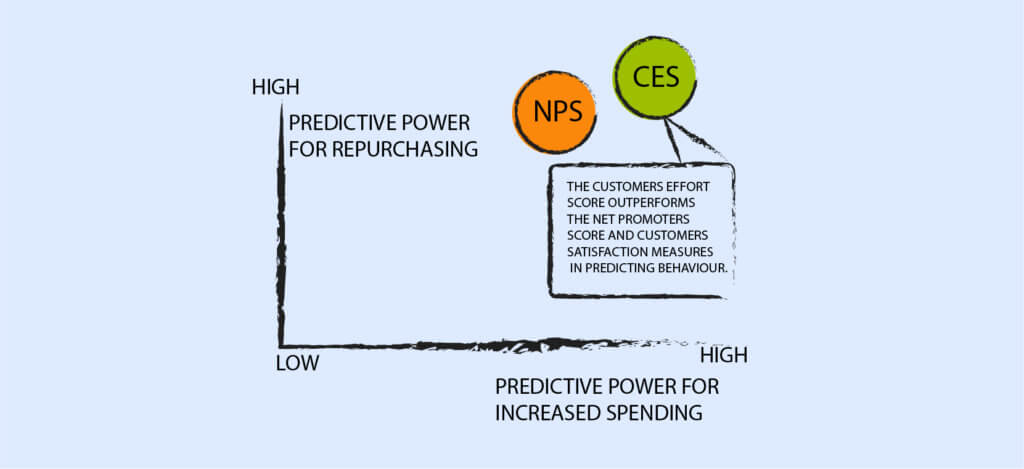 HIGH
PREDICTIVE POWER
FOR REPURCHASING
NPS
CES
THE CUSTOMERS EFFORT
SCORE OUTPERFORMS
THE NET PROMOTERS
SCORE AND CUSTOMERS
SATISFACTION MEASURES
IN PREDICTING BEHAVIOUR.
LOW
HIGH
PREDICTIVE POWER FOR
INCREASED SPENDING